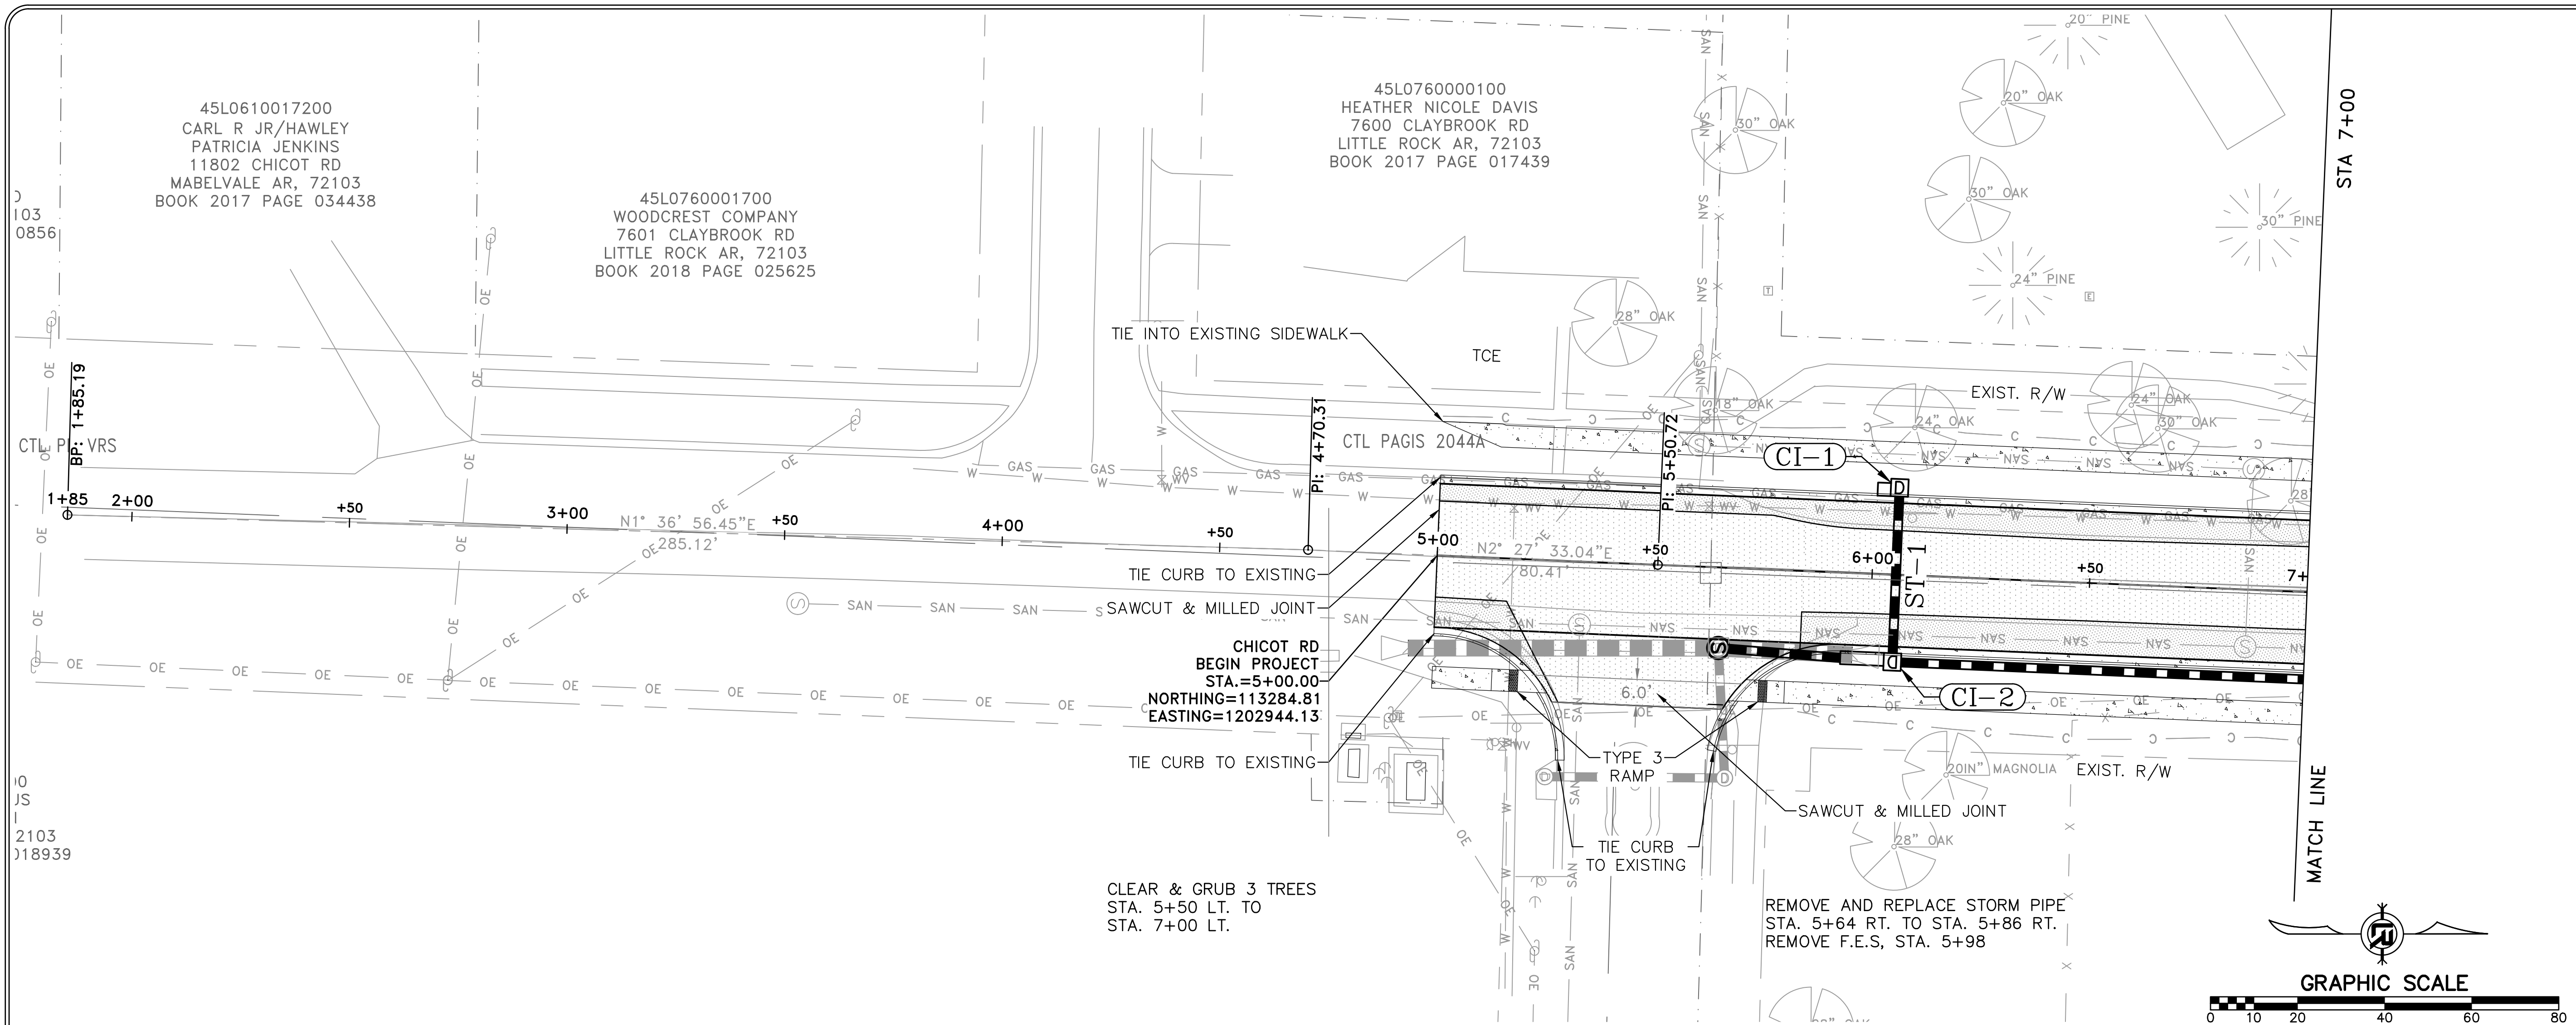 45L0610017200
CARL R JR/HAWLEY
PATRICIA JENKINS
11802 CHICOT RD
MABELVALE AR, 72103
BOOK 2017 PAGE 034438
103
0856
45L0760001700
WOODCREST COMPANY
7601 CLAYBROOK RD
LITTLE ROCK AR, 72103
BOOK 2018 PAGE 025625
45L0760000100
HEATHER NICOLE DAVIS
7600 CLAYBROOK RD
LITTLE ROCK AR, 72103
BOOK 2017 PAGE 017439
20" PINE
30" OAK
20" OAK
30" OAK
30" PINE
24" PINE
28" OAK
STA 7+00
TIE INTO EXISTING SIDEWALK
TCE
EXIST. R/W
18" OAK
24" OAK
24" OAK
30" OAK
28"
BP: 1+85.19
PI: 4+70.31
PI: 5+50.72
CTL PAGIS 2044A
CI-1
1+85
2+00
+50
3+00
+50
4+00
+50
5+00
+50
6+00
+50
7+
N1° 36' 56.45"E
285.12'
N2° 27' 33.04"E
80.41'
ST-1
TIE CURB TO EXISTING
SAWCUT & MILLED JOINT
CHICOT RD
BEGIN PROJECT
STA.=5+00.00
NORTHING=113284.81
EASTING=1202944.13
TIE CURB TO EXISTING
6.0'
CI-2
TYPE 3
RAMP
20IN" MAGNOLIA
EXIST. R/W
SAWCUT & MILLED JOINT
28" OAK
TIE CURB
TO EXISTING
MATCH LINE
2103
018939
CLEAR & GRUB 3 TREES
STA. 5+50 LT. TO
STA. 7+00 LT.
REMOVE AND REPLACE STORM PIPE
STA. 5+64 RT. TO STA. 5+86 RT.
REMOVE F.E.S, STA. 5+98
GRAPHIC SCALE
0 10 20 40 60 80